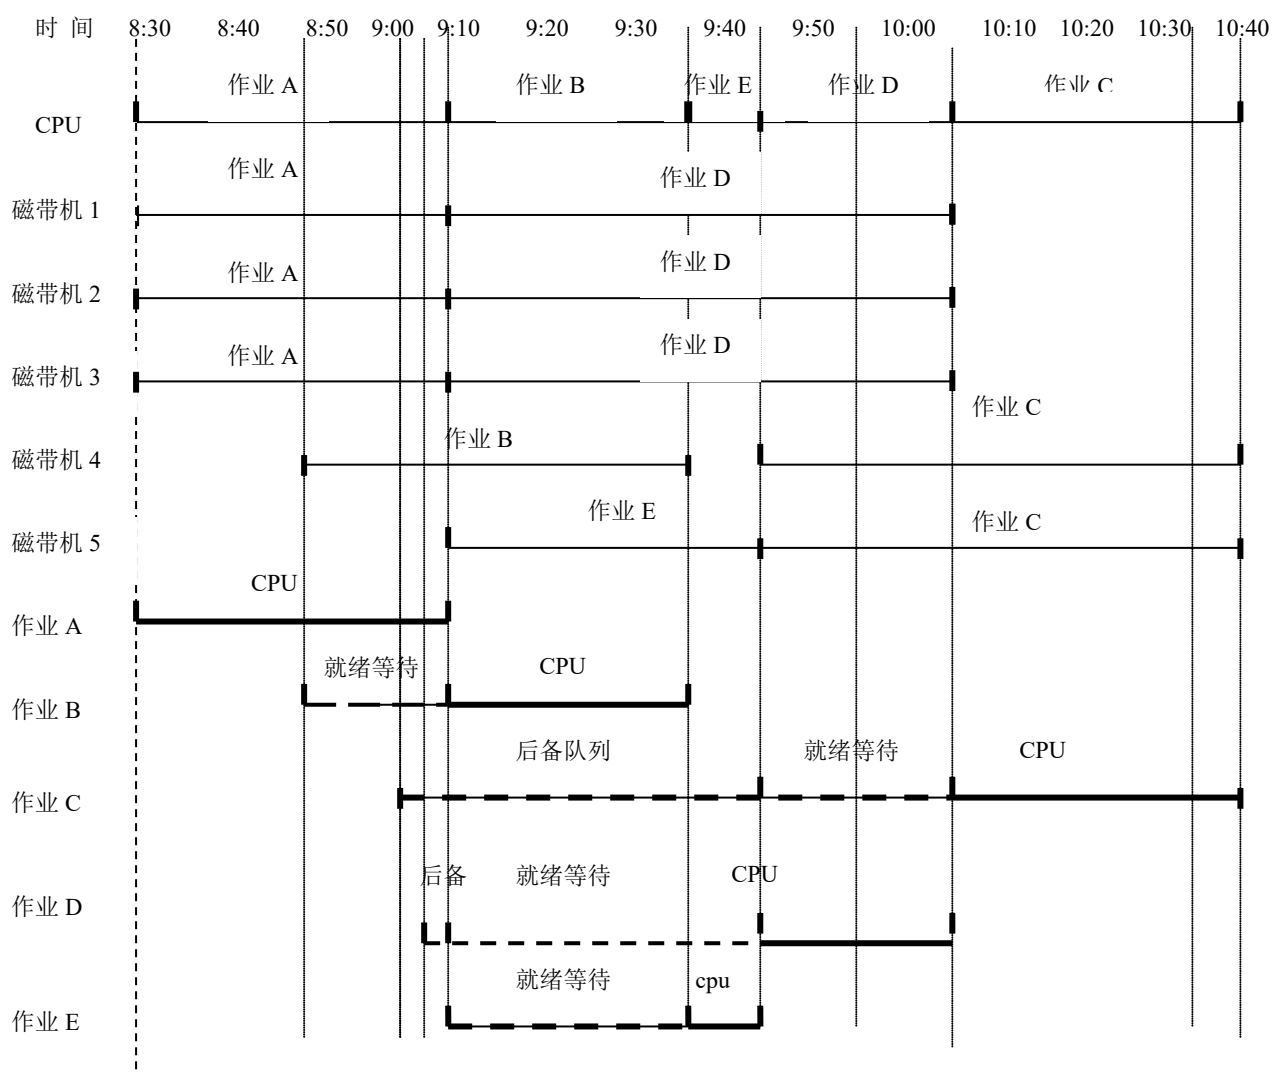 时 间 8:30 8:40 8:50 9:00 9:10 9:20 9:30 9:40 9:50 10:00 10:10 10:20 10:30 10:40
作业 A 作业 B 作业 E 作业 D 作业 C
CPU
作业 A 作业 D
磁带机 1
作业 A 作业 D
磁带机 2
作业 A 作业 D
磁带机 3
作业 C
作业 B
磁带机 4
作业 E 作业 C
磁带机 5
CPU
作业 A
就绪等待 CPU
作业 B
后备队列 就绪等待 CPU
作业 C
后备 就绪等待 CPU
作业 D
就绪等待 cpu
作业 E